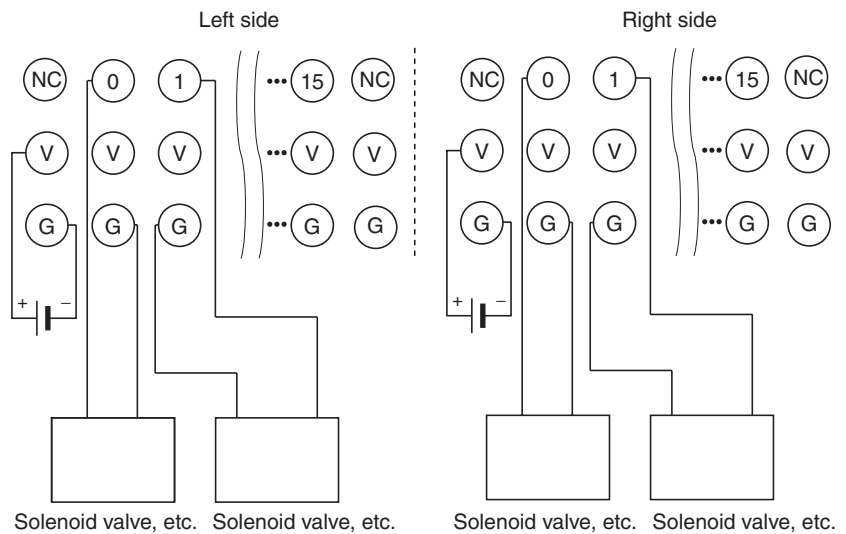 Left side Right side
NC 0 1 ••• 15 NC NC 0 1 ••• 15 NC
V V V ••• V V V V V ••• V V
G G G ••• G G G G G ••• G G
+ − + −
Solenoid valve, etc. Solenoid valve, etc. Solenoid valve, etc. Solenoid valve, etc.